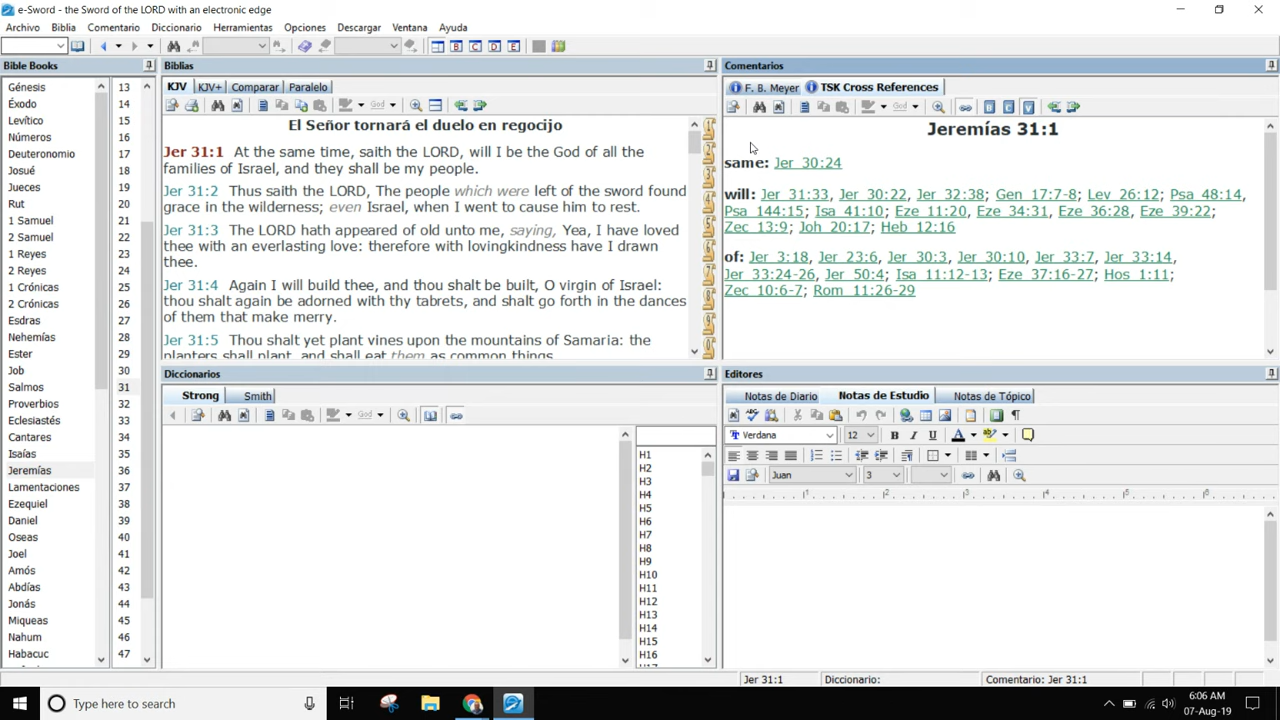 e-Sword - the Sword of the LORD with an electronic edge
Archivo Biblia Comentario Diccionario Herramientas Opciones Descargar Ventana Ayuda
Bible Books
Génesis
Éxodo
Levítico
Números
Deuteronomio
Josué
Jueces
Rut
1 Samuel
2 Samuel
1 Reyes
2 Reyes
1 Crónicas
2 Crónicas
Esdras
Nehemías
Ester
Job
Salmos
Proverbios
Eclesiastés
Cantares
Isaías
Jeremías
Lamentaciones
Ezequiel
Daniel
Oseas
Joel
Amós
Abdías
Jonás
Miqueas
Nahum
Habacuc
13
14
15
16
17
18
19
20
21
22
23
24
25
26
27
28
29
30
31
32
33
34
35
36
37
38
39
40
41
42
43
44
45
46
47
Biblias
KJV KJV+ Comparar Paralelo
God
El Señor tornará el duelo en regocijo
Jer 31:1 At the same time, saith the LORD, will I be the God of all the
families of Israel, and they shall be my people.
Jer 31:2 Thus saith the LORD, The people which were left of the sword found
grace in the wilderness; even Israel, when I went to cause him to rest.
Jer 31:3 The LORD hath appeared of old unto me, saying, Yea, I have loved
thee with an everlasting love: therefore with lovingkindness have I drawn
thee.
Jer 31:4 Again I will build thee, and thou shalt be built, O virgin of Israel:
thou shalt again be adorned with thy tabrets, and shalt go forth in the dances
of them that make merry.
Jer 31:5 Thou shalt yet plant vines upon the mountains of Samaria: the
planters shall plant, and shall eat them as common things.
Comentarios
F. B. Meyer TSK Cross References
God
Jeremías 31:1
same: Jer 30:24
will: Jer 31:33, Jer 30:22, Jer 32:38; Gen 17:7-8; Lev 26:12; Psa 48:14,
Psa 144:15; Isa 41:10; Eze 11:20, Eze 34:31, Eze 36:28, Eze 39:22;
Zec 13:9; Joh 20:17; Heb 12:16
of: Jer 3:18, Jer 23:6, Jer 30:3, Jer 30:10, Jer 33:7, Jer 33:14,
Jer 33:24-26, Jer 50:4; Isa 11:12-13; Eze 37:16-27; Hos 1:11;
Zec 10:6-7; Rom 11:26-29
Diccionarios
Strong Smith
God
H1
H2
H3
H4
H5
H6
H7
H8
H9
H10
H11
H12
H13
H14
H15
H16
Editores
Notas de Diario Notas de Estudio Notas de Tópico
Verdana 12 B I U A
Juan 3
1 2 3 4 5 6
Jer 31:1 Diccionario: Comentario: Jer 31:1
Type here to search
6:06 AM
07-Aug-19